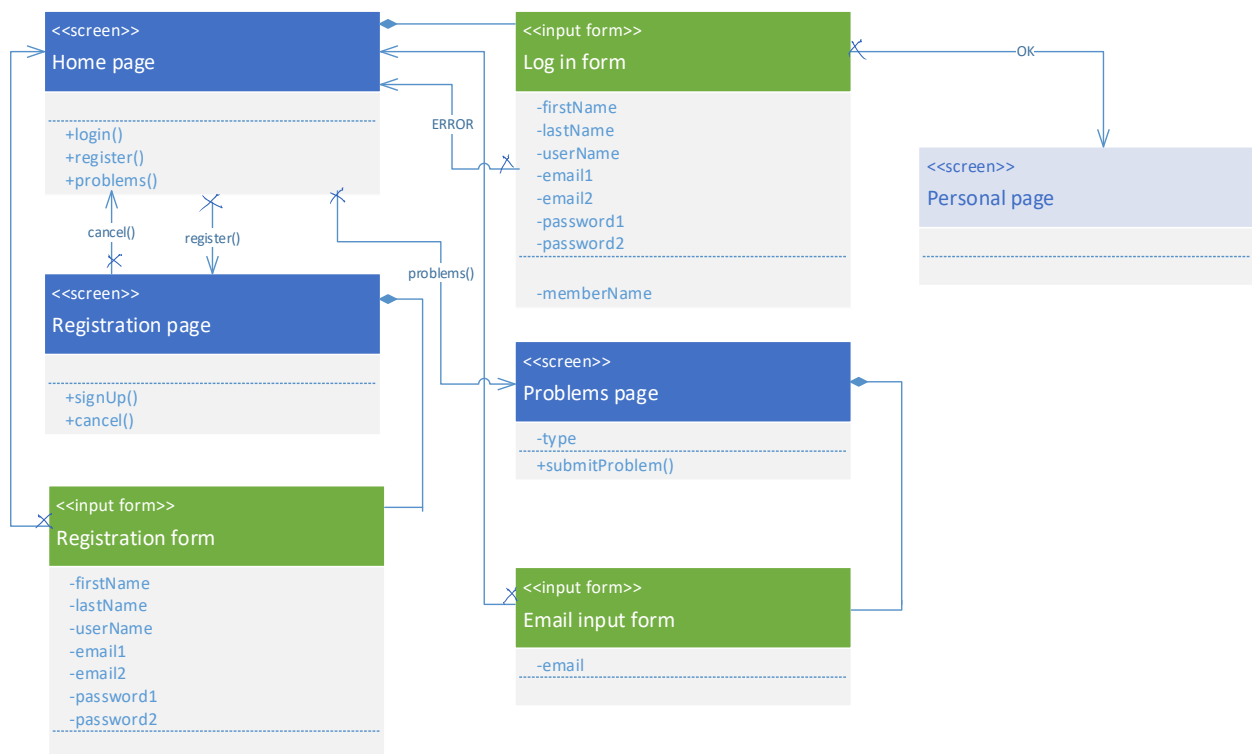 <<screen>>
Home page
+login()
+register()
+problems()
<<input form>>
Log in form
-firstName
-lastName
-userName
-email1
-email2
-password1
-password2
-memberName
OK
ERROR
<<screen>>
Personal page
cancel()
register()
problems()
<<screen>>
Registration page
+signUp()
+cancel()
<<screen>>
Problems page
-type
+submitProblem()
<<input form>>
Registration form
-firstName
-lastName
-userName
-email1
-email2
-password1
-password2
<<input form>>
Email input form
-email